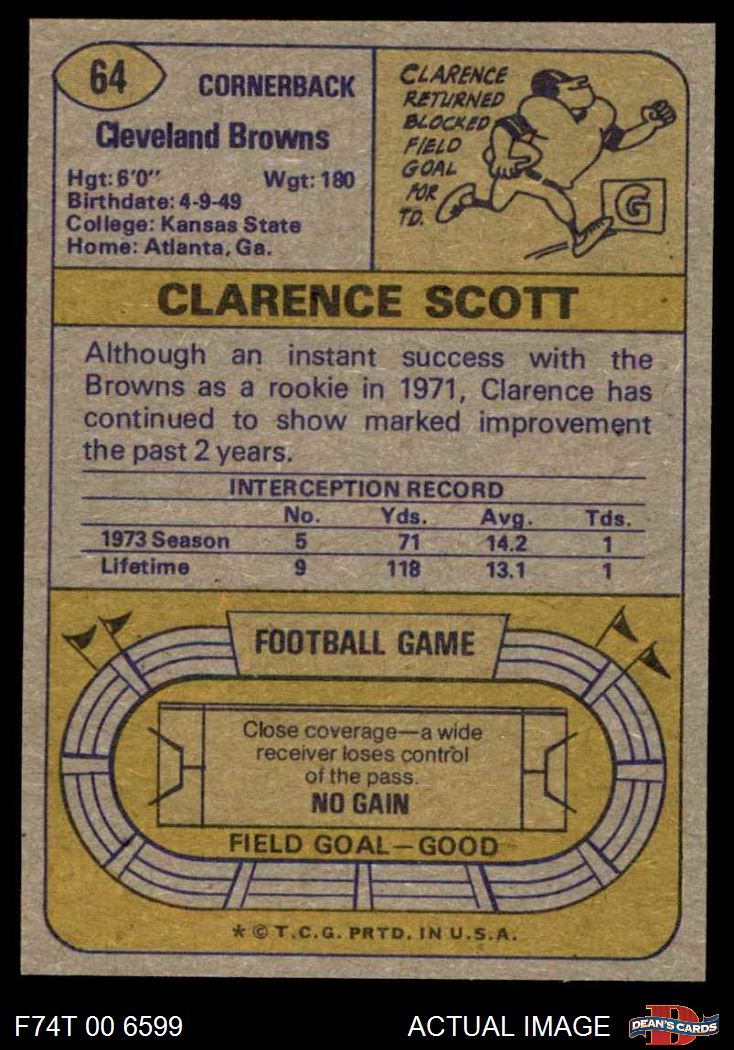 64
CORNERBACK
Cleveland Browns
Hgt: 6'0" Wgt: 180
Birthdate: 4-9-49
College: Kansas State
Home: Atlanta, Ga.
CLARENCE
RETURNED
BLOCKED
FIELD
GOAL
FOR
TD.
G
CLARENCE SCOTT
Although an instant success with the
Browns as a rookie in 1971, Clarence has
continued to show marked improvement
the past 2 years.
INTERCEPTION RECORD
No. Yds. Avg. Tds.
1973 Season 5 71 14.2 1
Lifetime 9 118 13.1 1
FOOTBALL GAME
Close coverage—a wide
receiver loses control
of the pass.
NO GAIN
FIELD GOAL—GOOD
* © T.C.G. PRTD. IN U.S.A.
F74T 00 6599 ACTUAL IMAGE
D
DEAN'S CARDS